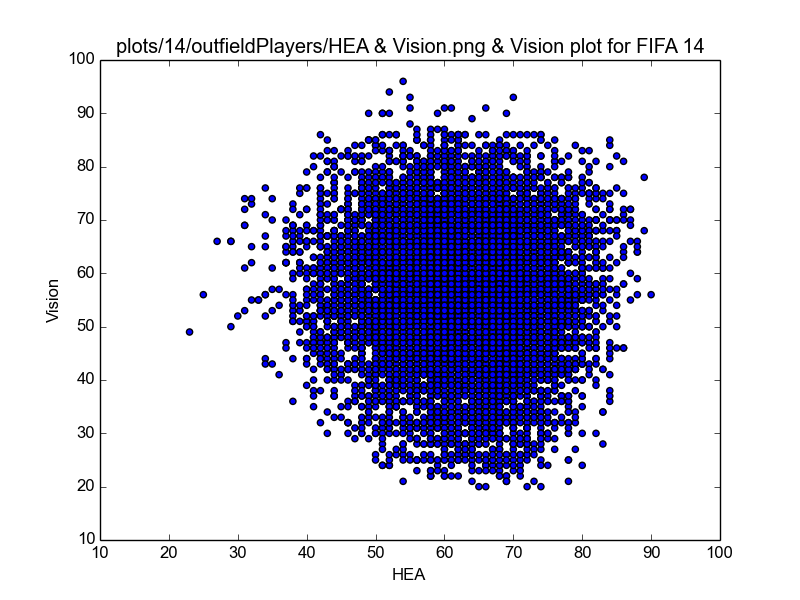 plots/14/outfieldPlayers/HEA & Vision.png & Vision plot for FIFA 14
100
90
80
70
60
50
40
30
20
10
Vision
10 20 30 40 50 60 70 80 90 100
HEA